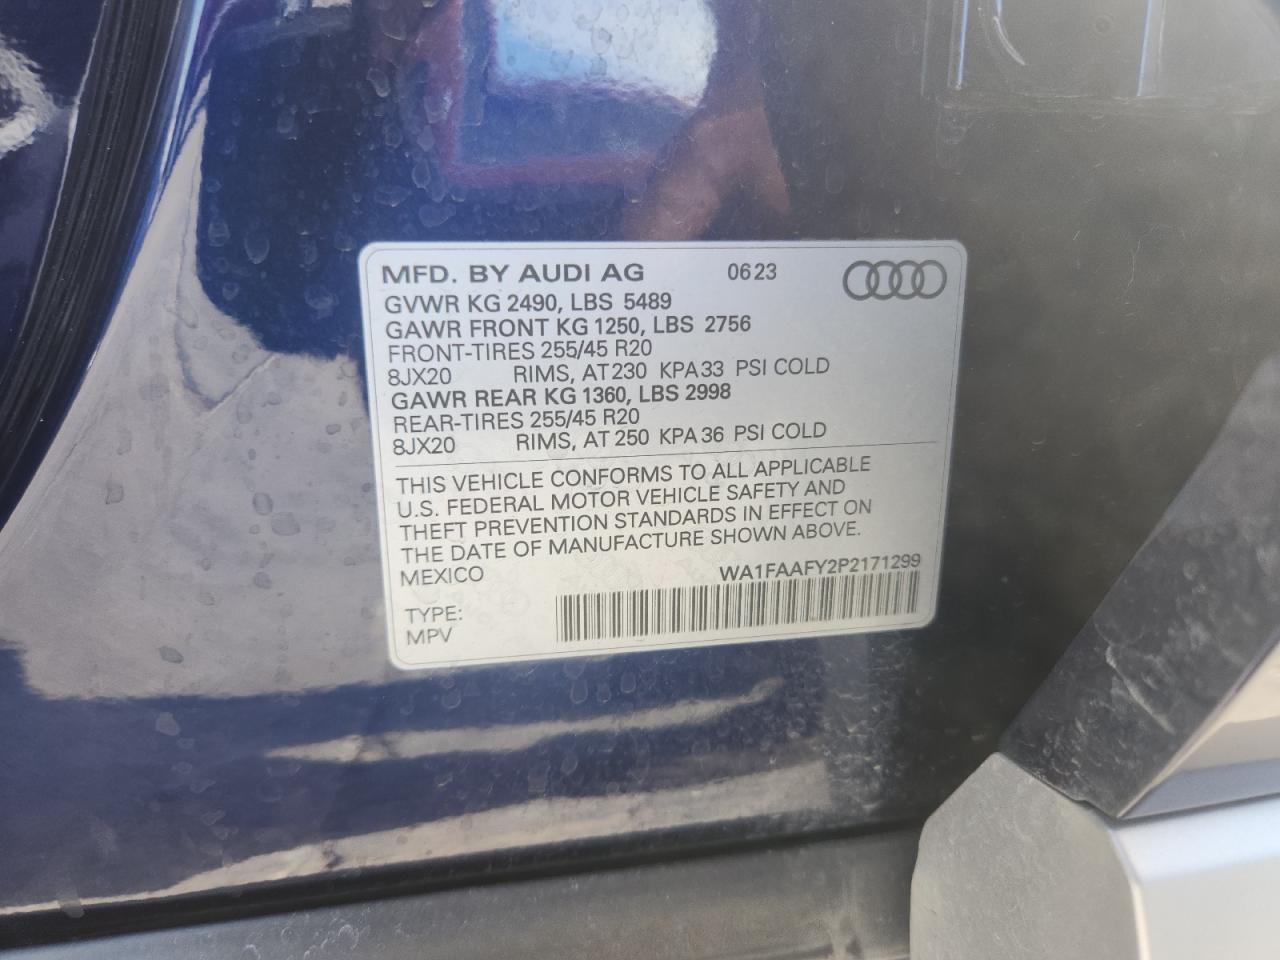 MFD. BY AUDI AG 0623
GVWR KG 2490, LBS 5489
GAWR FRONT KG 1250, LBS 2756
FRONT-TIRES 255/45 R20
8JX20 RIMS, AT 230 KPA 33 PSI COLD
GAWR REAR KG 1360, LBS 2998
REAR-TIRES 255/45 R20
8JX20 RIMS, AT 250 KPA 36 PSI COLD
THIS VEHICLE CONFORMS TO ALL APPLICABLE
U.S. FEDERAL MOTOR VEHICLE SAFETY AND
THEFT PREVENTION STANDARDS IN EFFECT ON
THE DATE OF MANUFACTURE SHOWN ABOVE.
MEXICO WA1FAAFY2P2171299
TYPE:
MPV